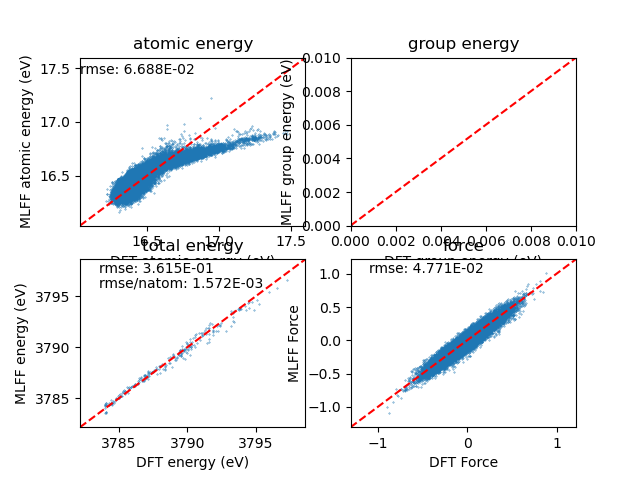 atomic energy
17.5
17.0
16.5
rmse: 6.688E-02
MLFF atomic energy (eV)
16.5
17.0
17.5
DFT atomic energy (eV)
group energy
0.010
0.008
0.006
0.004
0.002
0.000
MLFF group energy (eV)
0.000 0.002 0.004 0.006 0.008 0.010
DFT group energy (eV)
total energy
rmse: 3.615E-01
rmse/natom: 1.572E-03
3795
3790
3785
MLFF energy (eV)
3785 3790 3795
DFT energy (eV)
force
rmse: 4.771E-02
1.0
0.5
0.0
−0.5
−1.0
MLFF Force
−1 0 1
DFT Force